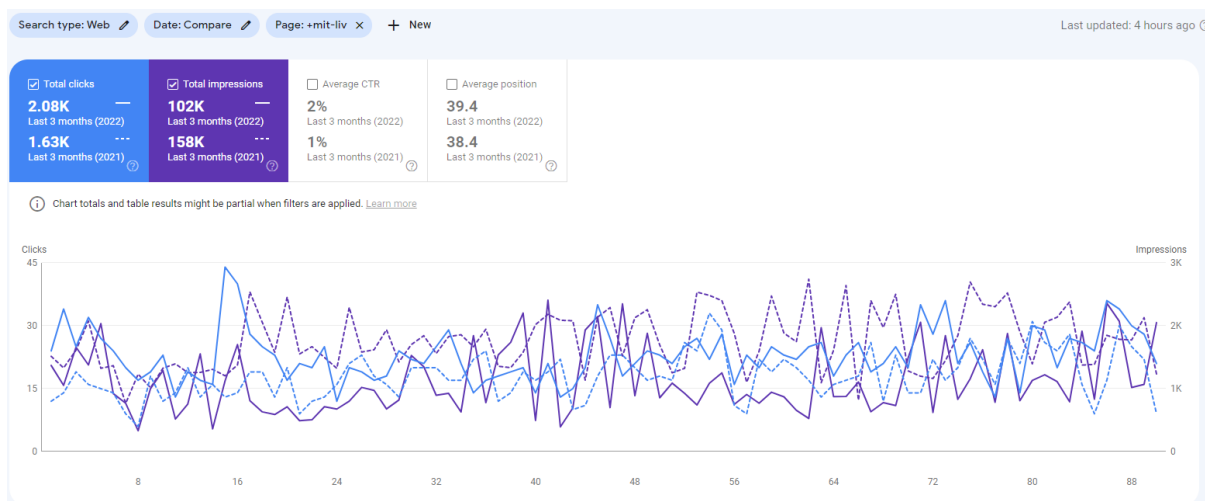 Search type: Web
Date: Compare
Page: +mit-liv
New
Last updated: 4 hours ago
Total clicks
2.08K
Last 3 months (2022)
1.63K
Last 3 months (2021)
Total impressions
102K
Last 3 months (2022)
158K
Last 3 months (2021)
Average CTR
2%
Last 3 months (2022)
1%
Last 3 months (2021)
Average position
39.4
Last 3 months (2022)
38.4
Last 3 months (2021)
Chart totals and table results might be partial when filters are applied. Learn more
Clicks
Impressions
45
30
15
0
3K
2K
1K
0
8
16
24
32
40
48
56
64
72
80
88